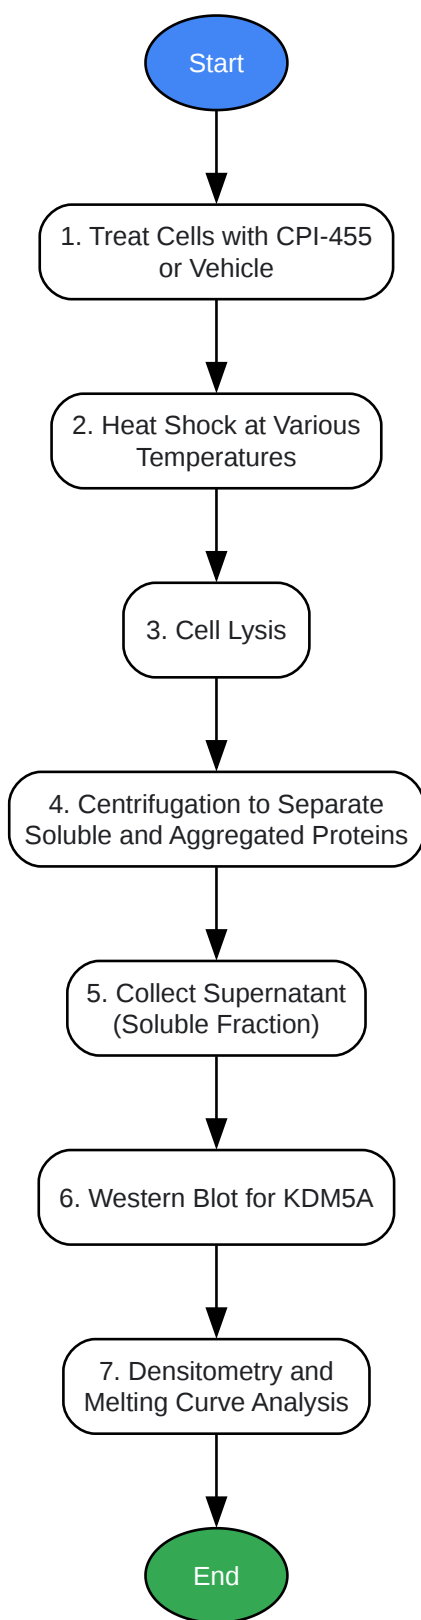 Start
1. Treat Cells with CPI-455
or Vehicle
2. Heat Shock at Various
Temperatures
3. Cell Lysis
4. Centrifugation to Separate
Soluble and Aggregated Proteins
5. Collect Supernatant
(Soluble Fraction)
6. Western Blot for KDM5A
7. Densitometry and
Melting Curve Analysis
End